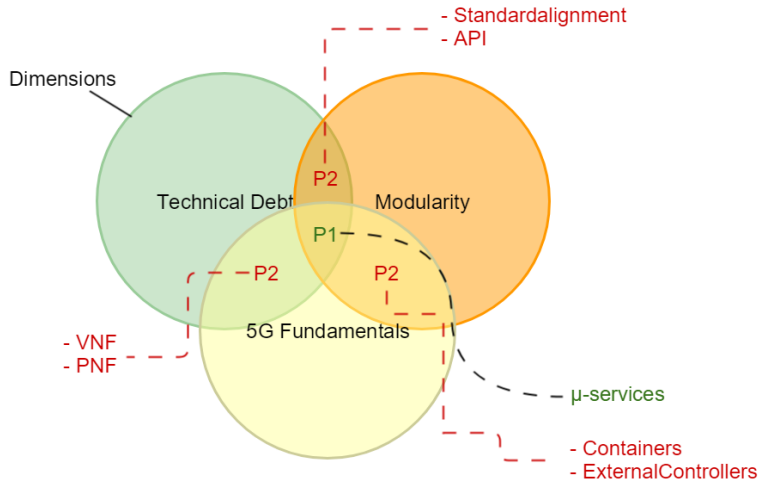 - Standardalignment
- API
Dimensions
P2
Technical Debt
Modularity
P1
P2
P2
5G Fundamentals
- VNF
- PNF
µ-services
- Containers
- ExternalControllers